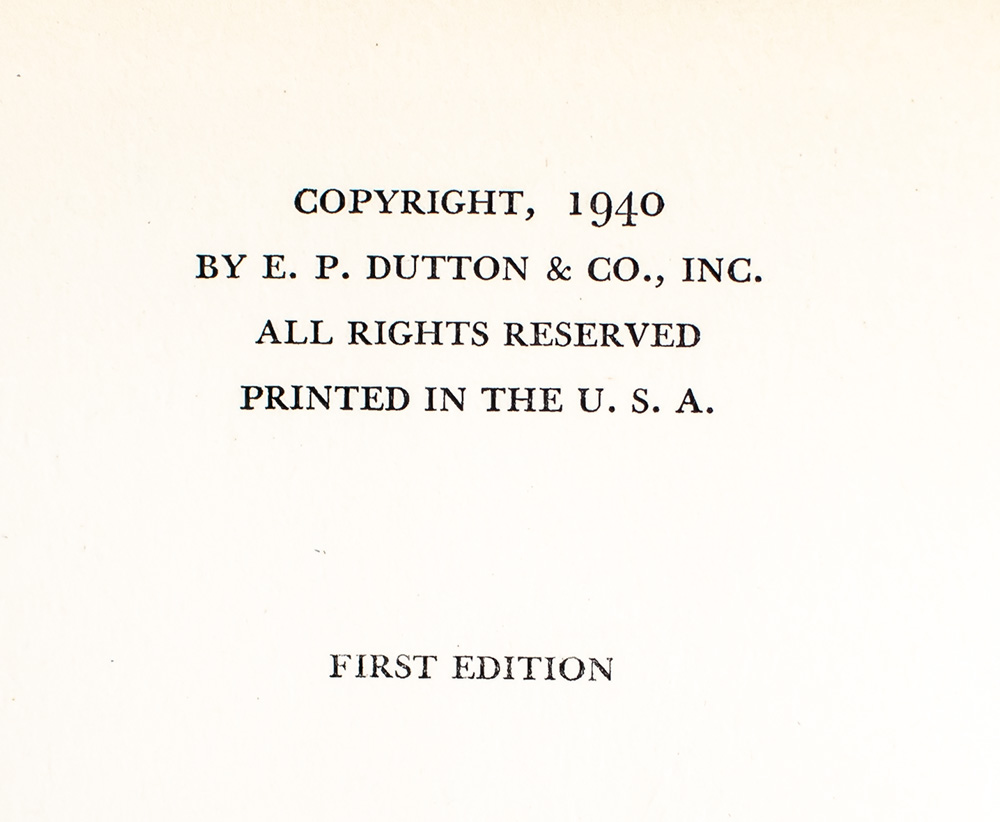 COPYRIGHT, 1940
BY E. P. DUTTON & CO., INC.
ALL RIGHTS RESERVED
PRINTED IN THE U. S. A.
FIRST EDITION